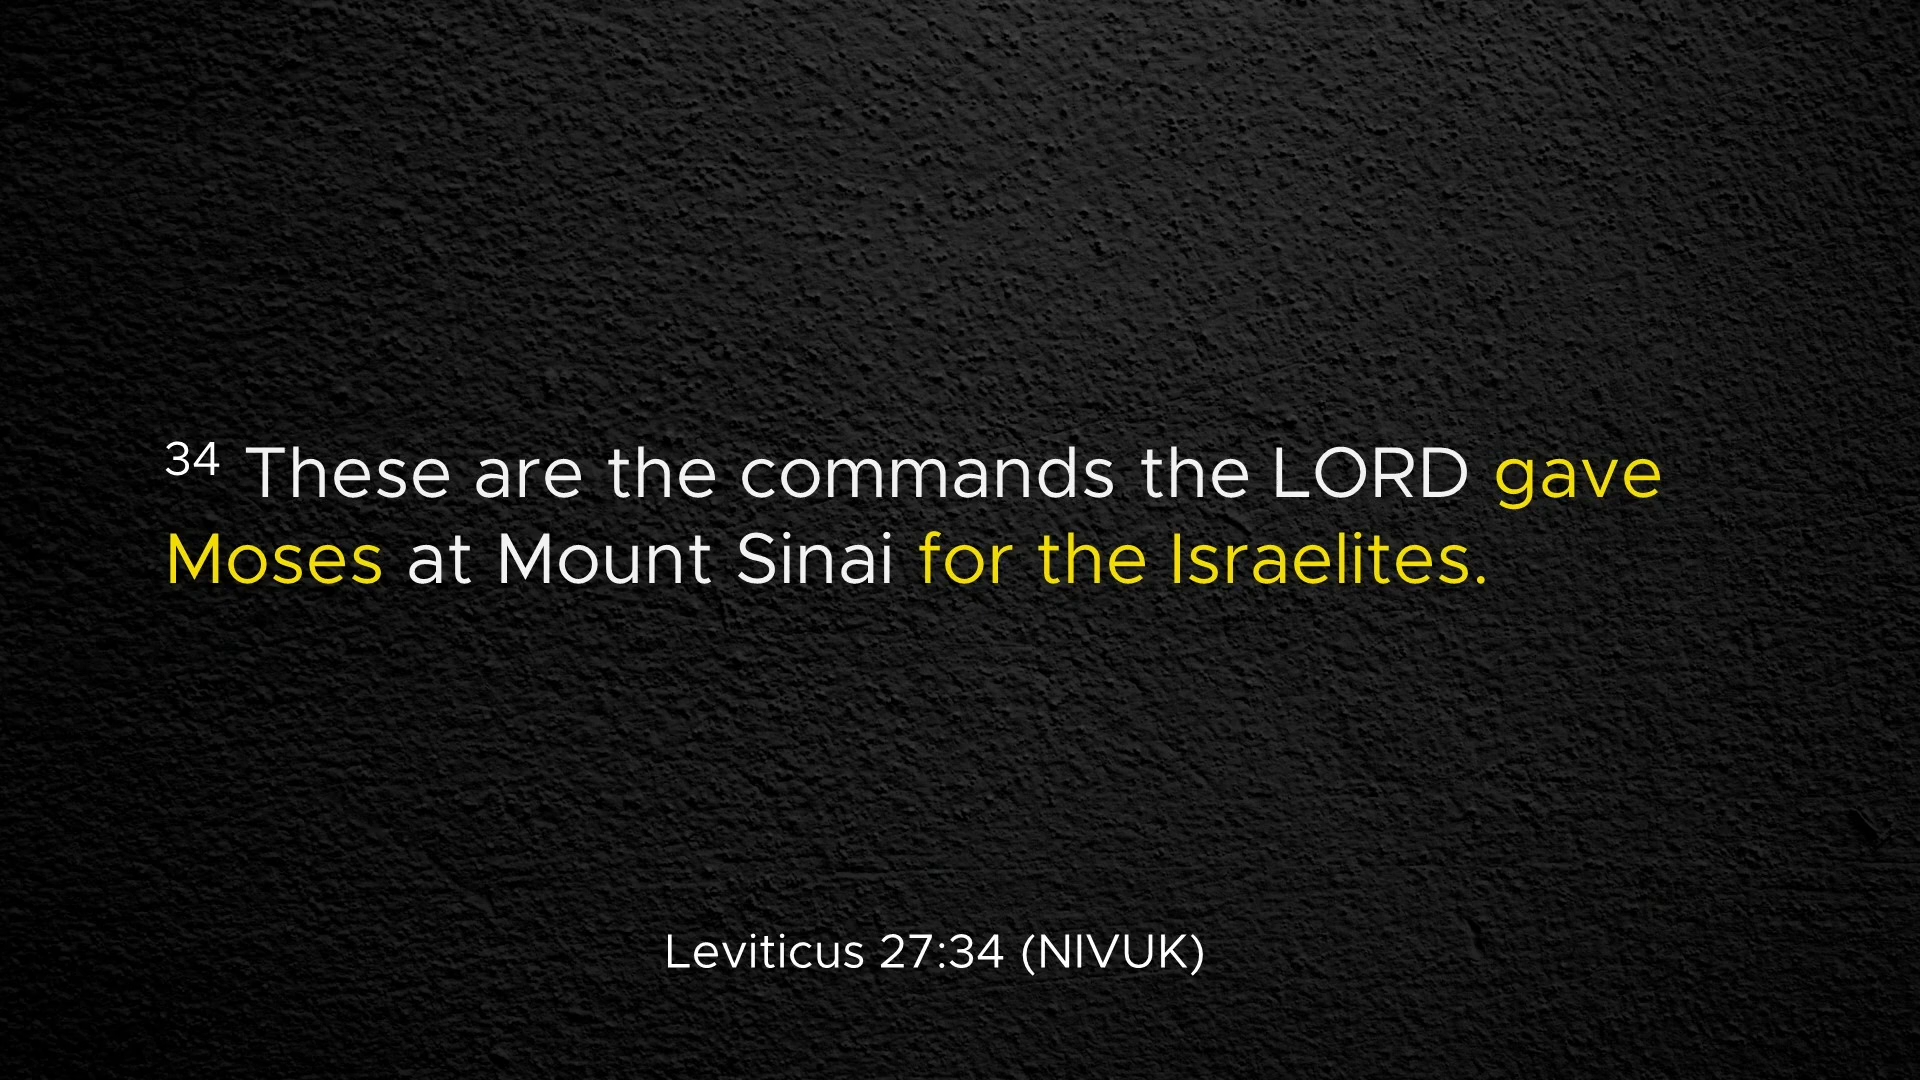 34 These are the commands the LORD gave
Moses at Mount Sinai for the Israelites.
Leviticus 27:34 (NIVUK)